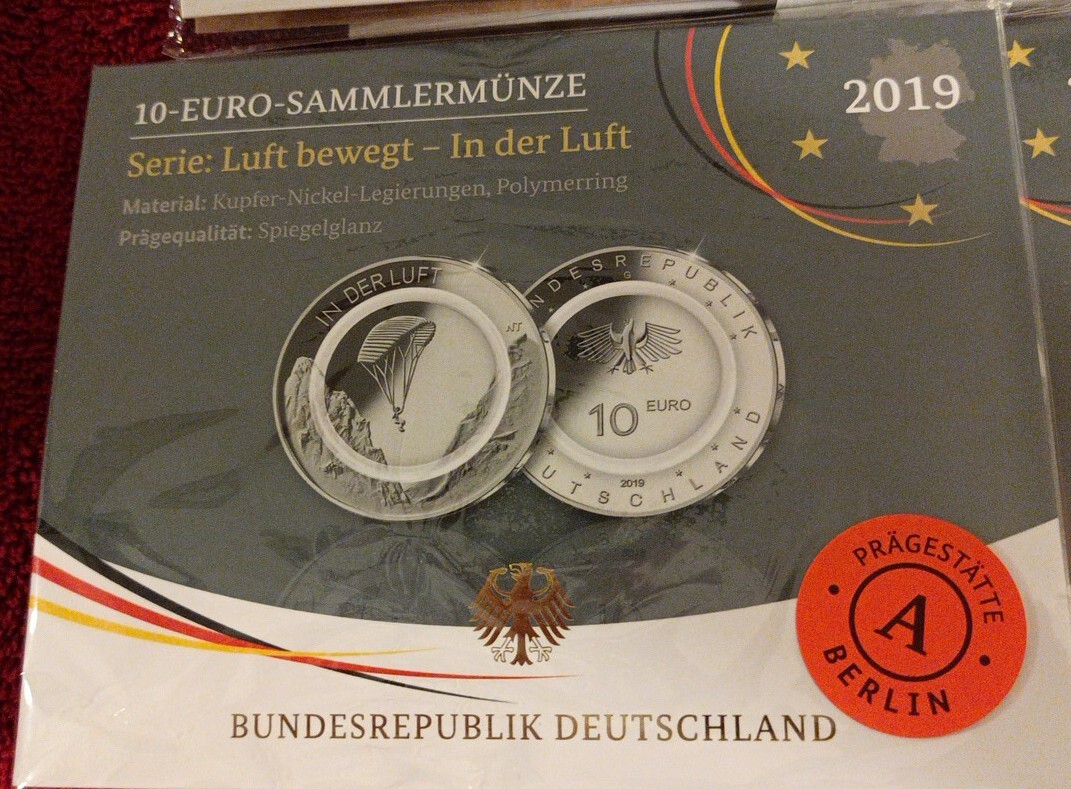 10-EURO-SAMMLERMÜNZE
2019
Serie: Luft bewegt – In der Luft
Material: Kupfer-Nickel-Legierungen, Polymerring
Prägequalität: Spiegelglanz
IN DER LUFT
NT
NDESREPUBLIK
G
10 EURO
UTSCHLAND
2019
PRÄGESTÄTTE
A
BERLIN
BUNDESREPUBLIK DEUTSCHLAND